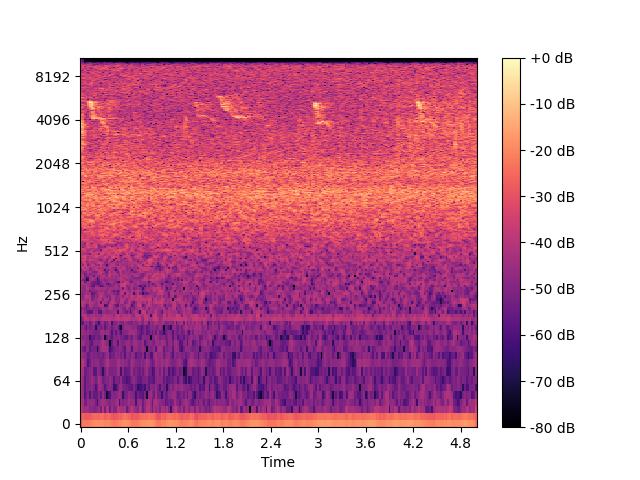 8192
4096
2048
1024
512
256
128
64
0
Hz
0 0.6 1.2 1.8 2.4 3 3.6 4.2 4.8
Time
+0 dB
-10 dB
-20 dB
-30 dB
-40 dB
-50 dB
-60 dB
-70 dB
-80 dB